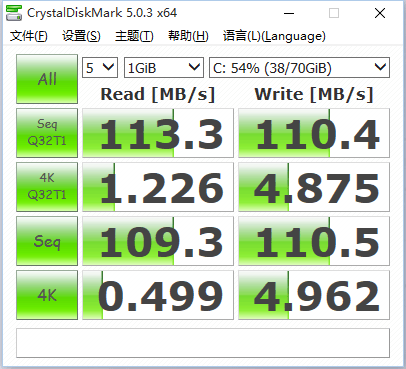 CrystalDiskMark 5.0.3 x64
文件(F) 设置(S) 主题(T) 帮助(H) 语言(L)(Language)
All 5 1GiB C: 54% (38/70GiB)
Read [MB/s] Write [MB/s]
Seq Q32T1 113.3 110.4
4K Q32T1 1.226 4.875
Seq 109.3 110.5
4K 0.499 4.962